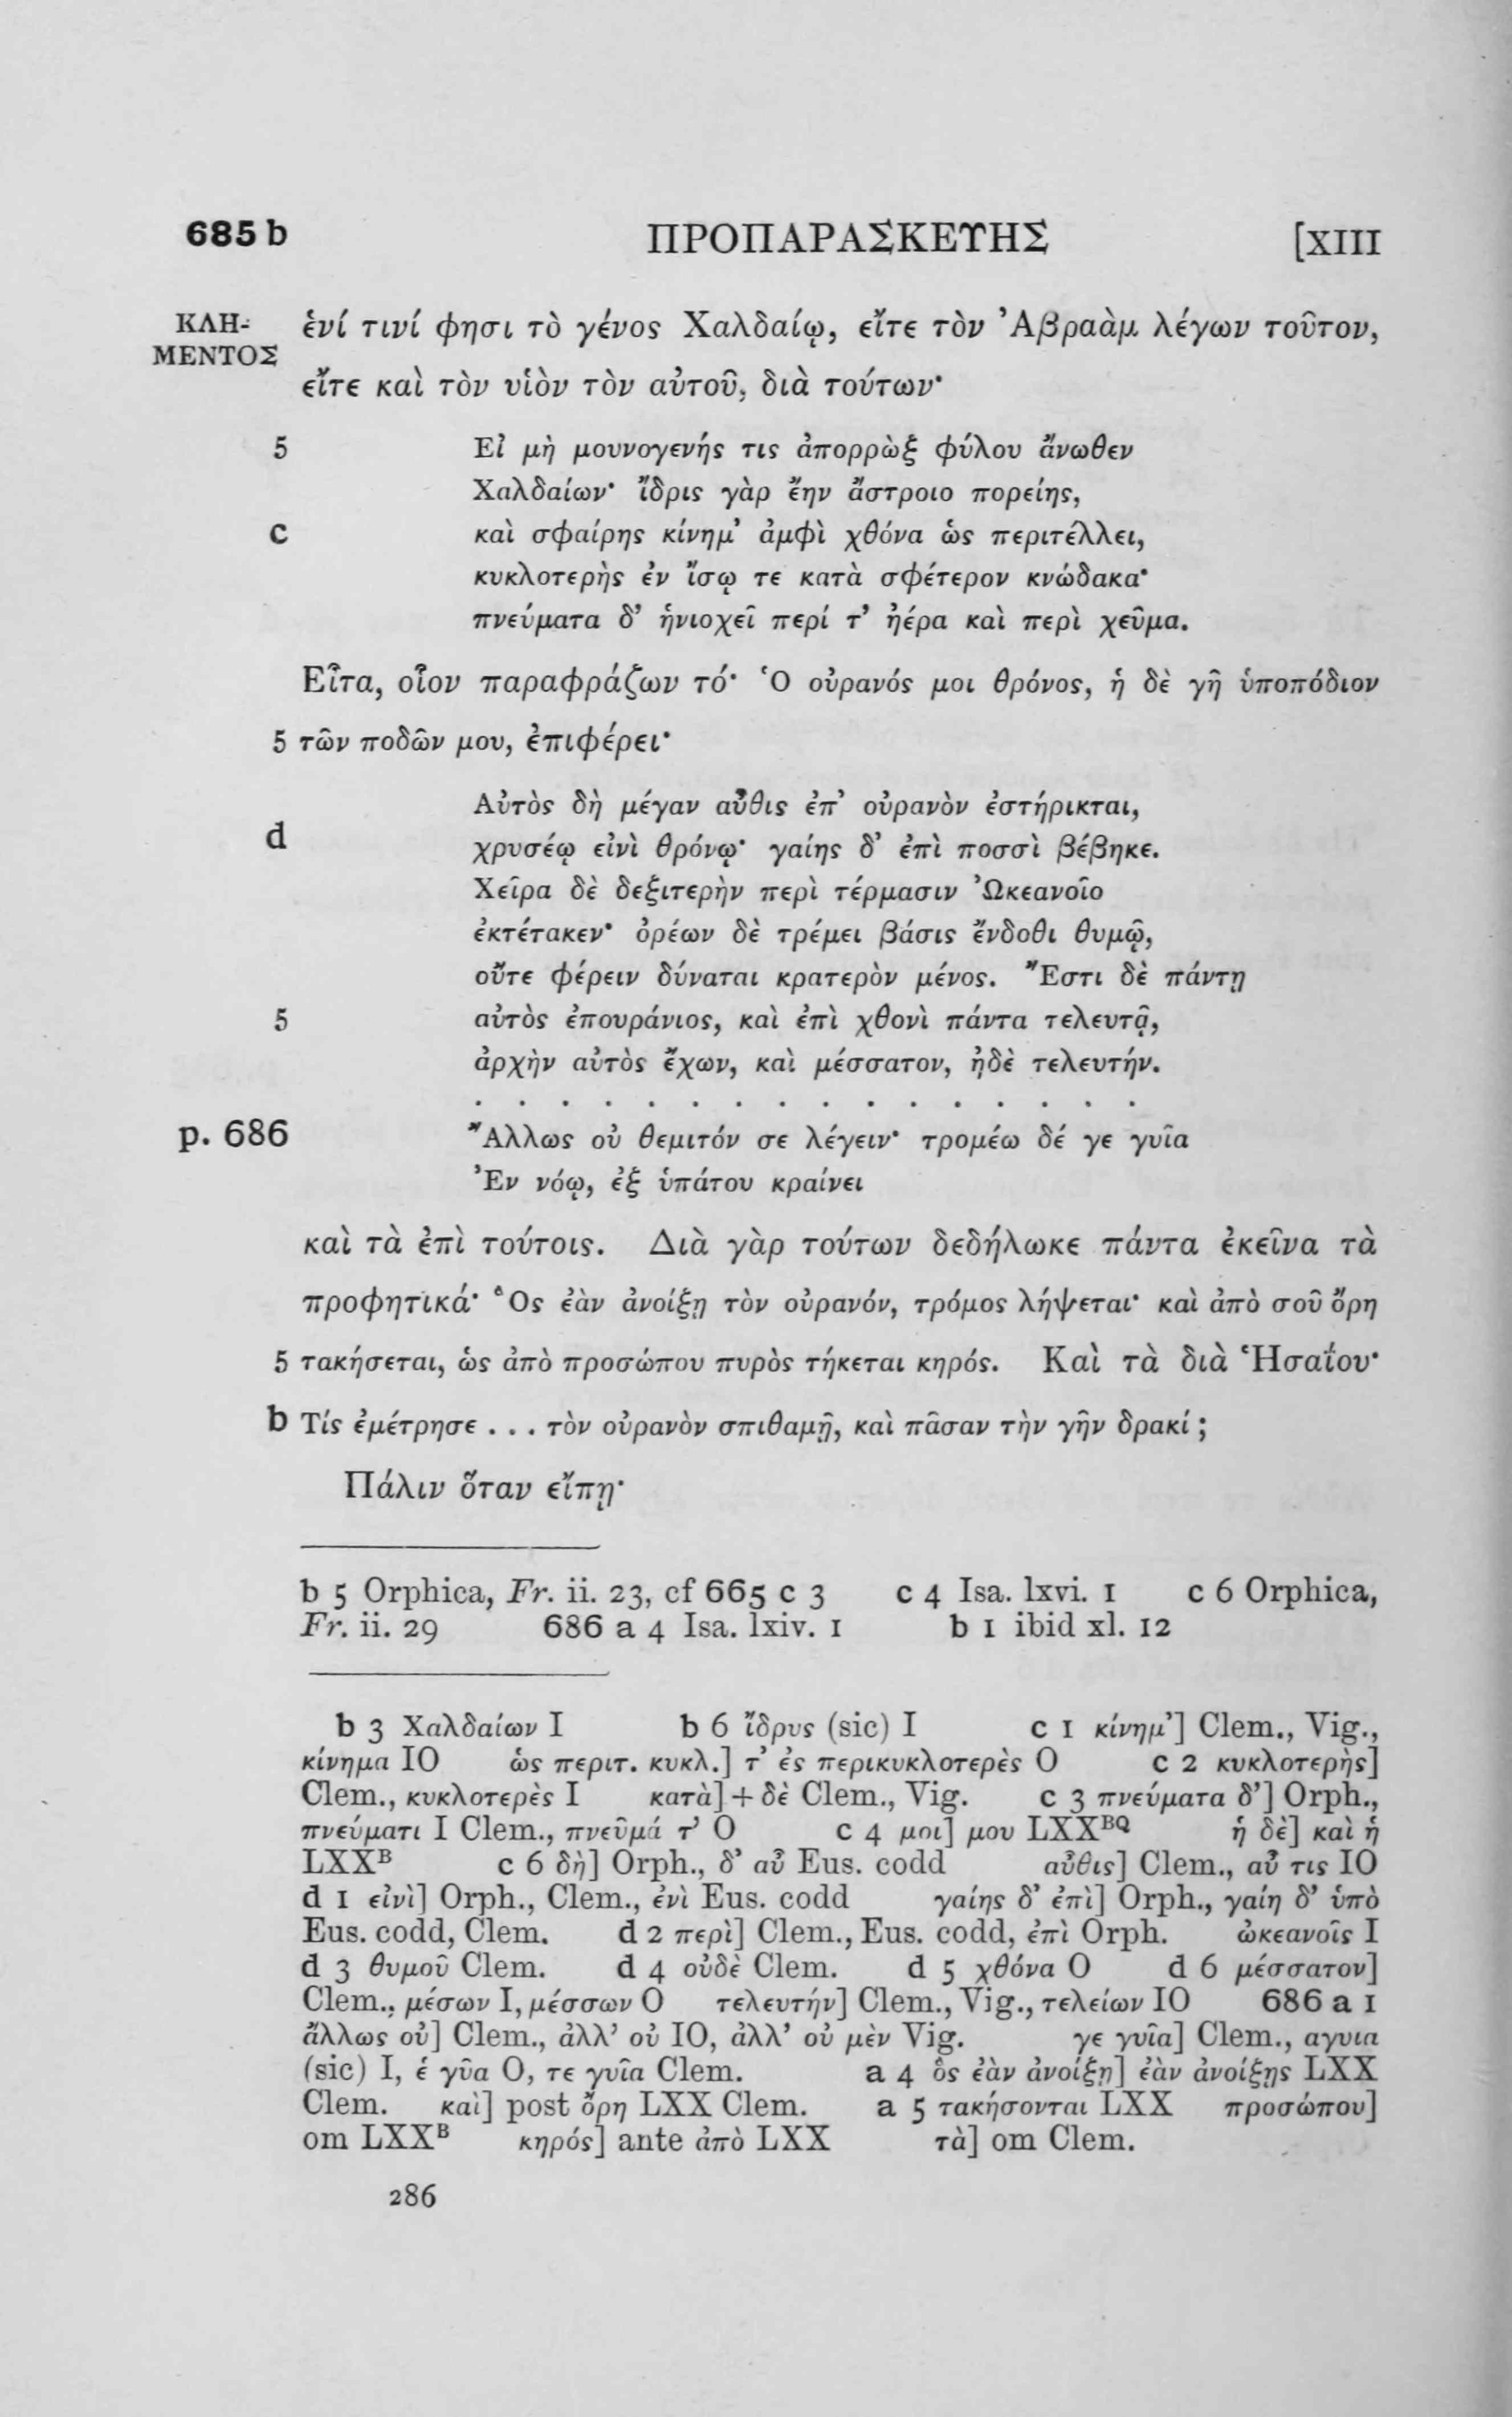 685 b ΠΡΟΠΑΡΑΣΚΕΥΗΣ [XIII
ΚΛΗ- ἑνί τινί φησι τὸ γένος Χαλδαίῳ, εἴτε τὸν Ἀβραὰμ λέγων τοῦτον,
ΜΕΝΤΟΣ
εἴτε καὶ τὸν υἱὸν τὸν αὐτοῦ, διὰ τούτων·
5 Εἰ μὴ μουνογενής τις ἀπορρὼξ φύλου ἄνωθεν
Χαλδαίων· ἴδρις γὰρ ἔην ἄστροιο πορείης,
c καὶ σφαίρης κίνημ’ ἀμφὶ χθόνα ὡς περιτέλλει,
κυκλοτερὴς ἐν ἴσῳ τε κατὰ σφέτερον κνώδακα·
πνεύματα δ’ ἡνιοχεῖ περί τ’ ἠέρα καὶ περὶ χεῦμα.
Εἶτα, οἷον παραφράζων τό· Ὁ οὐρανός μοι θρόνος, ἡ δὲ γῆ ὑποπόδιον
5 τῶν ποδῶν μου, ἐπιφέρει·
Αὐτὸς δὴ μέγαν αὖθις ἐπ’ οὐρανὸν ἐστήρικται,
d χρυσέῳ εἰνὶ θρόνῳ· γαίης δ’ ἐπὶ ποσσὶ βέβηκε.
Χεῖρα δὲ δεξιτερὴν περὶ τέρμασιν Ὠκεανοῖο
ἐκτέτακεν· ὀρέων δὲ τρέμει βάσις ἔνδοθι θυμῷ,
οὔτε φέρειν δύναται κρατερὸν μένος. Ἔστι δὲ πάντῃ
5 αὐτὸς ἐπουράνιος, καὶ ἐπὶ χθονὶ πάντα τελευτᾷ,
ἀρχὴν αὐτὸς ἔχων, καὶ μέσσατον, ἠδὲ τελευτήν.
. . . . . . . . . . . . . . . .
p. 686 Ἄλλως οὐ θεμιτόν σε λέγειν· τρομέω δέ γε γυῖα
Ἐν νόῳ, ἐξ ὑπάτου κραίνει
καὶ τὰ ἐπὶ τούτοις. Διὰ γὰρ τούτων δεδήλωκε πάντα ἐκεῖνα τὰ
προφητικά· Ὃς ἐὰν ἀνοίξῃ τὸν οὐρανόν, τρόμος λήψεται· καὶ ἀπὸ σοῦ ὄρη
5 τακήσεται, ὡς ἀπὸ προσώπου πυρὸς τήκεται κηρός. Καὶ τὰ διὰ Ἡσαΐου·
b Τίς ἐμέτρησε . . . τὸν οὐρανὸν σπιθαμῇ, καὶ πᾶσαν τὴν γῆν δρακί ;
Πάλιν ὅταν εἴπῃ·
b 5 Orphica, Fr. ii. 23, cf 665 c 3 c 4 Isa. lxvi. 1 c 6 Orphica,
Fr. ii. 29 686 a 4 Isa. lxiv. 1 b 1 ibid xl. 12
b 3 Χαλδαίων I b 6 ἴδρυς (sic) I c 1 κίνημ’] Clem., Vig.,
κίνημα IO ὡς περιτ. κυκλ.] τ’ ἐς περικυκλοτερὲς O c 2 κυκλοτερὴς]
Clem., κυκλοτερὲς I κατὰ] + δὲ Clem., Vig. c 3 πνεύματα δ’] Orph.,
πνεύματι I Clem., πνεῦμά τ’ O c 4 μοι] μου LXXᴮQ ἡ δὲ] καὶ ἡ
LXXᴮ c 6 δὴ] Orph., δ’ αὖ Eus. codd αὖθις] Clem., αὖ τις IO
d 1 εἰνὶ] Orph., Clem., ἐνὶ Eus. codd γαίης δ’ ἐπὶ] Orph., γαίη δ’ ὑπὸ
Eus. codd, Clem. d 2 περὶ] Clem., Eus. codd, ἐπὶ Orph. ὠκεανοῖς I
d 3 θυμοῦ Clem. d 4 οὐδὲ Clem. d 5 χθόνα O d 6 μέσσατον]
Clem., μέσων I, μέσσων O τελευτήν] Clem., Vig., τελείων IO 686 a 1
ἄλλως οὐ] Clem., ἀλλ’ οὐ IO, ἀλλ’ οὐ μὲν Vig. γε γυῖα] Clem., αγυια
(sic) I, ἑ γῦα O, τε γυῖα Clem. a 4 ὃς ἐὰν ἀνοίξῃ] ἐὰν ἀνοίξῃς LXX
Clem. καὶ] post ὄρη LXX Clem. a 5 τακήσονται LXX προσώπου]
om LXXᴮ κηρός] ante ἀπὸ LXX τὰ] om Clem.
286